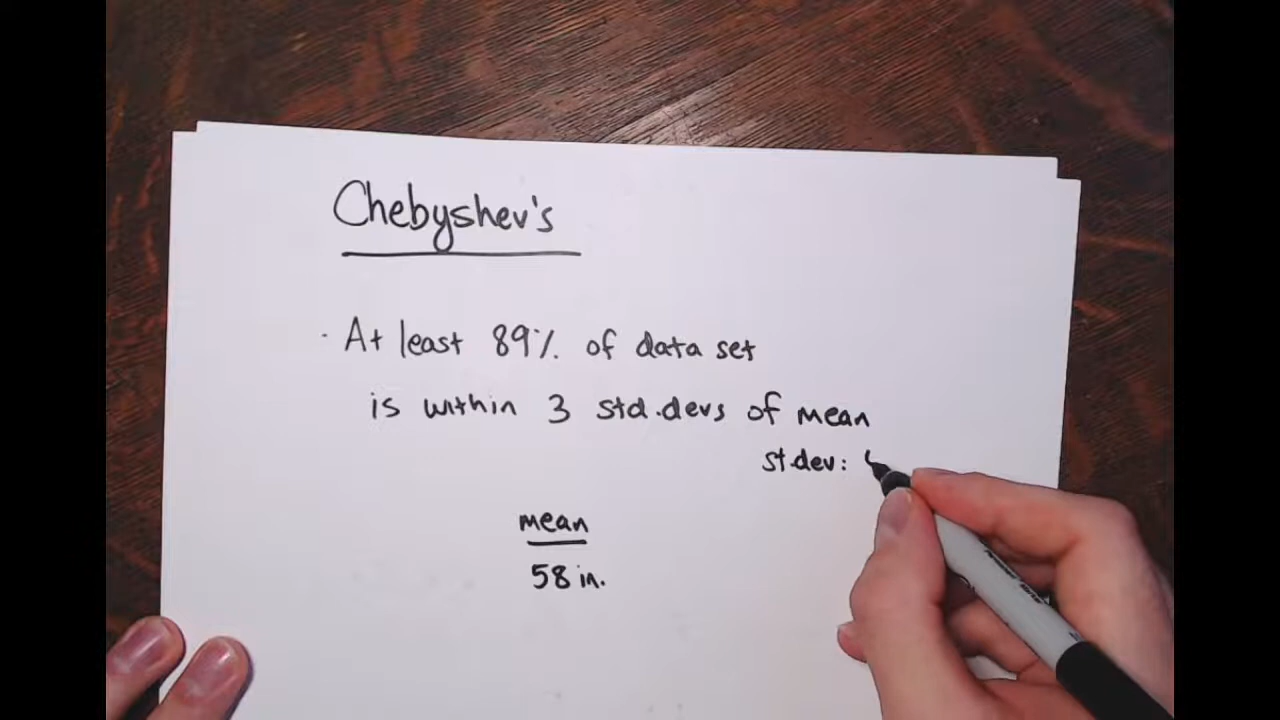 Chebyshev's
· At least 89% of data set
is within 3 std.devs of mean
st.dev:
mean
58 in.